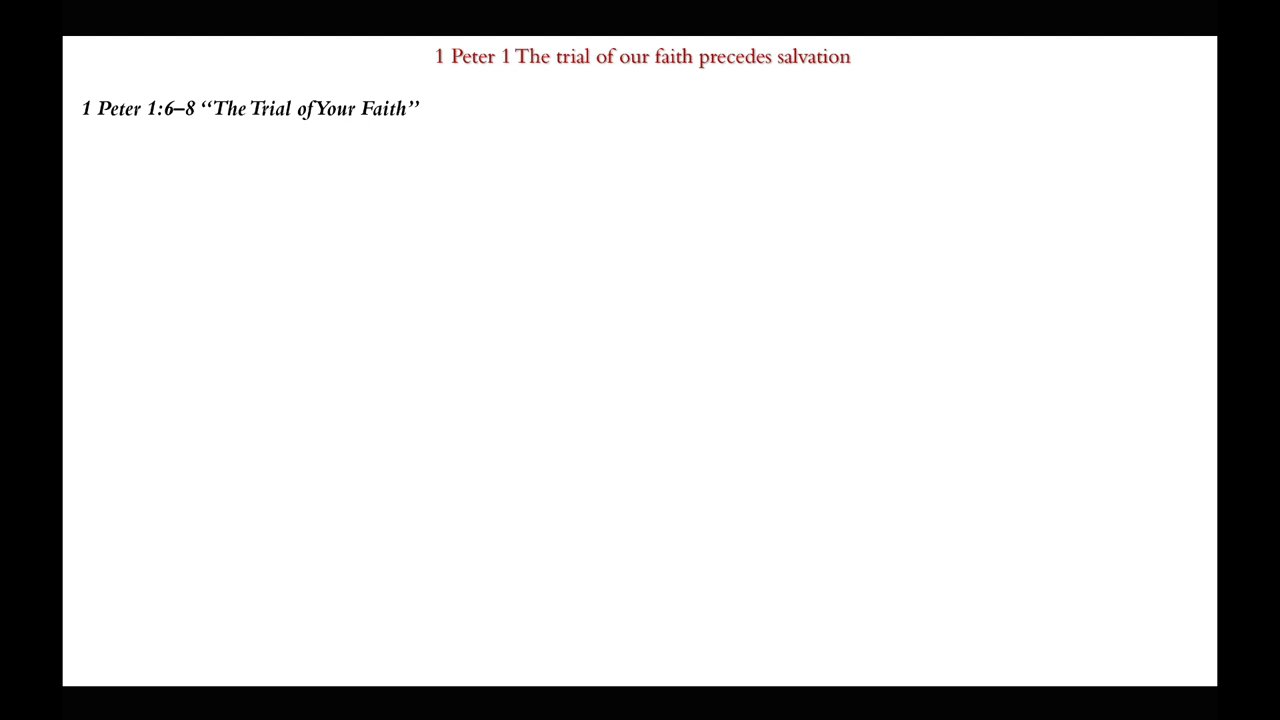 1 Peter 1 The trial of our faith precedes salvation
1 Peter 1:6–8 “The Trial of Your Faith”